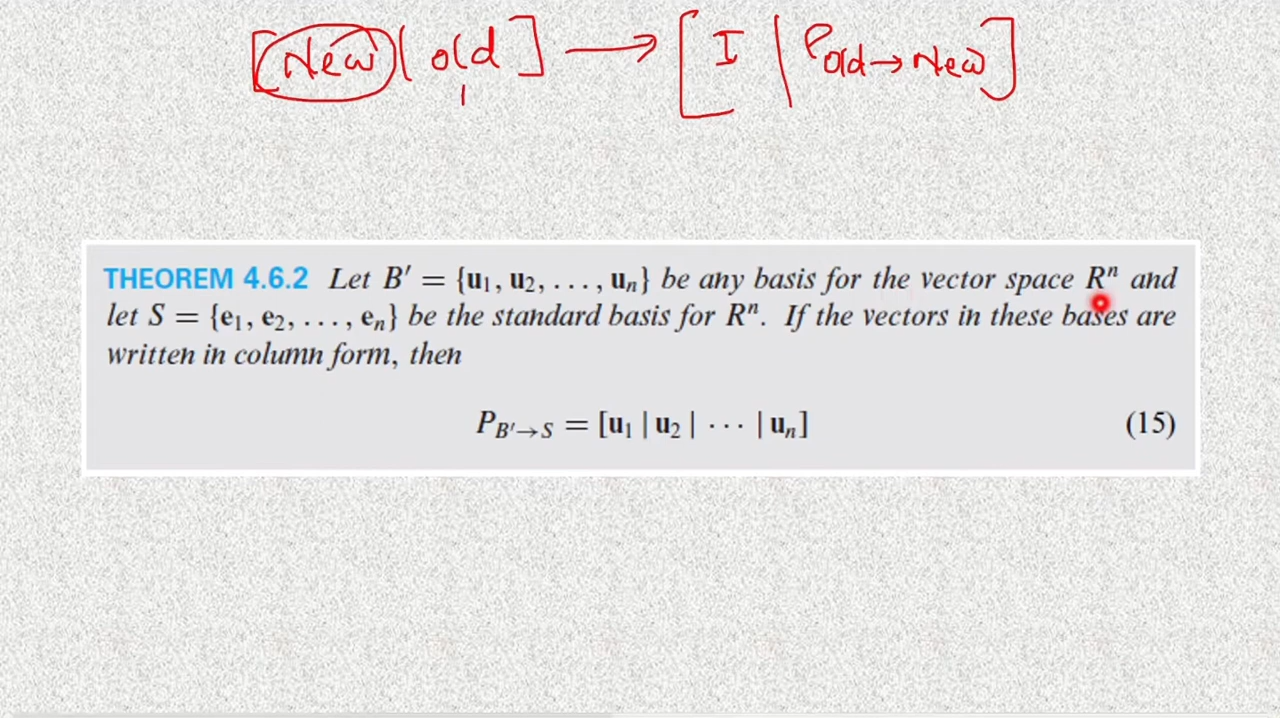 [New | old] → [I | P old→New]
THEOREM 4.6.2 Let B′ = {u₁, u₂, . . . , uₙ} be any basis for the vector space Rⁿ and
let S = {e₁, e₂, . . . , eₙ} be the standard basis for Rⁿ. If the vectors in these bases are
written in column form, then
P_{B′→S} = [u₁ | u₂ | · · · | uₙ] (15)